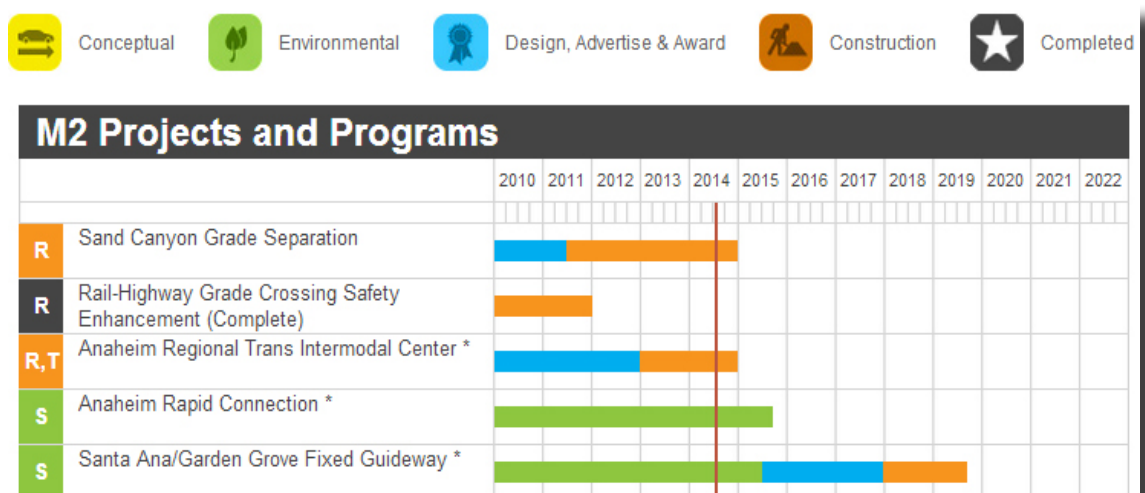 Conceptual Environmental Design, Advertise & Award Construction Completed
M2 Projects and Programs
2010 2011 2012 2013 2014 2015 2016 2017 2018 2019 2020 2021 2022
R Sand Canyon Grade Separation
R Rail-Highway Grade Crossing Safety
Enhancement (Complete)
R,T Anaheim Regional Trans Intermodal Center *
S Anaheim Rapid Connection *
S Santa Ana/Garden Grove Fixed Guideway *